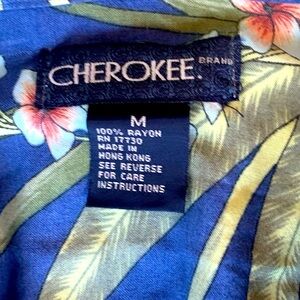 CHEROKEE. BRAND
M
100% RAYON
RN 17730
MADE IN
HONG KONG
SEE REVERSE
FOR CARE
INSTRUCTIONS